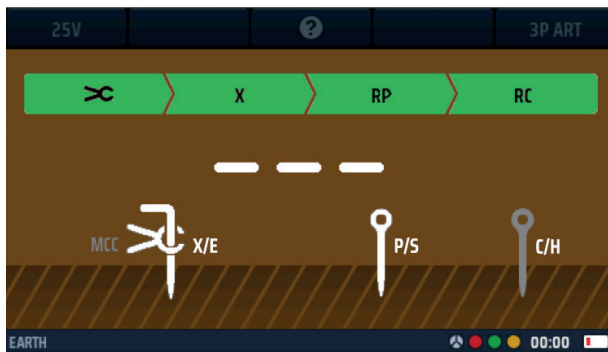 25V ? 3P ART
X RP RC
MCC X/E P/S C/H
EARTH 00:00